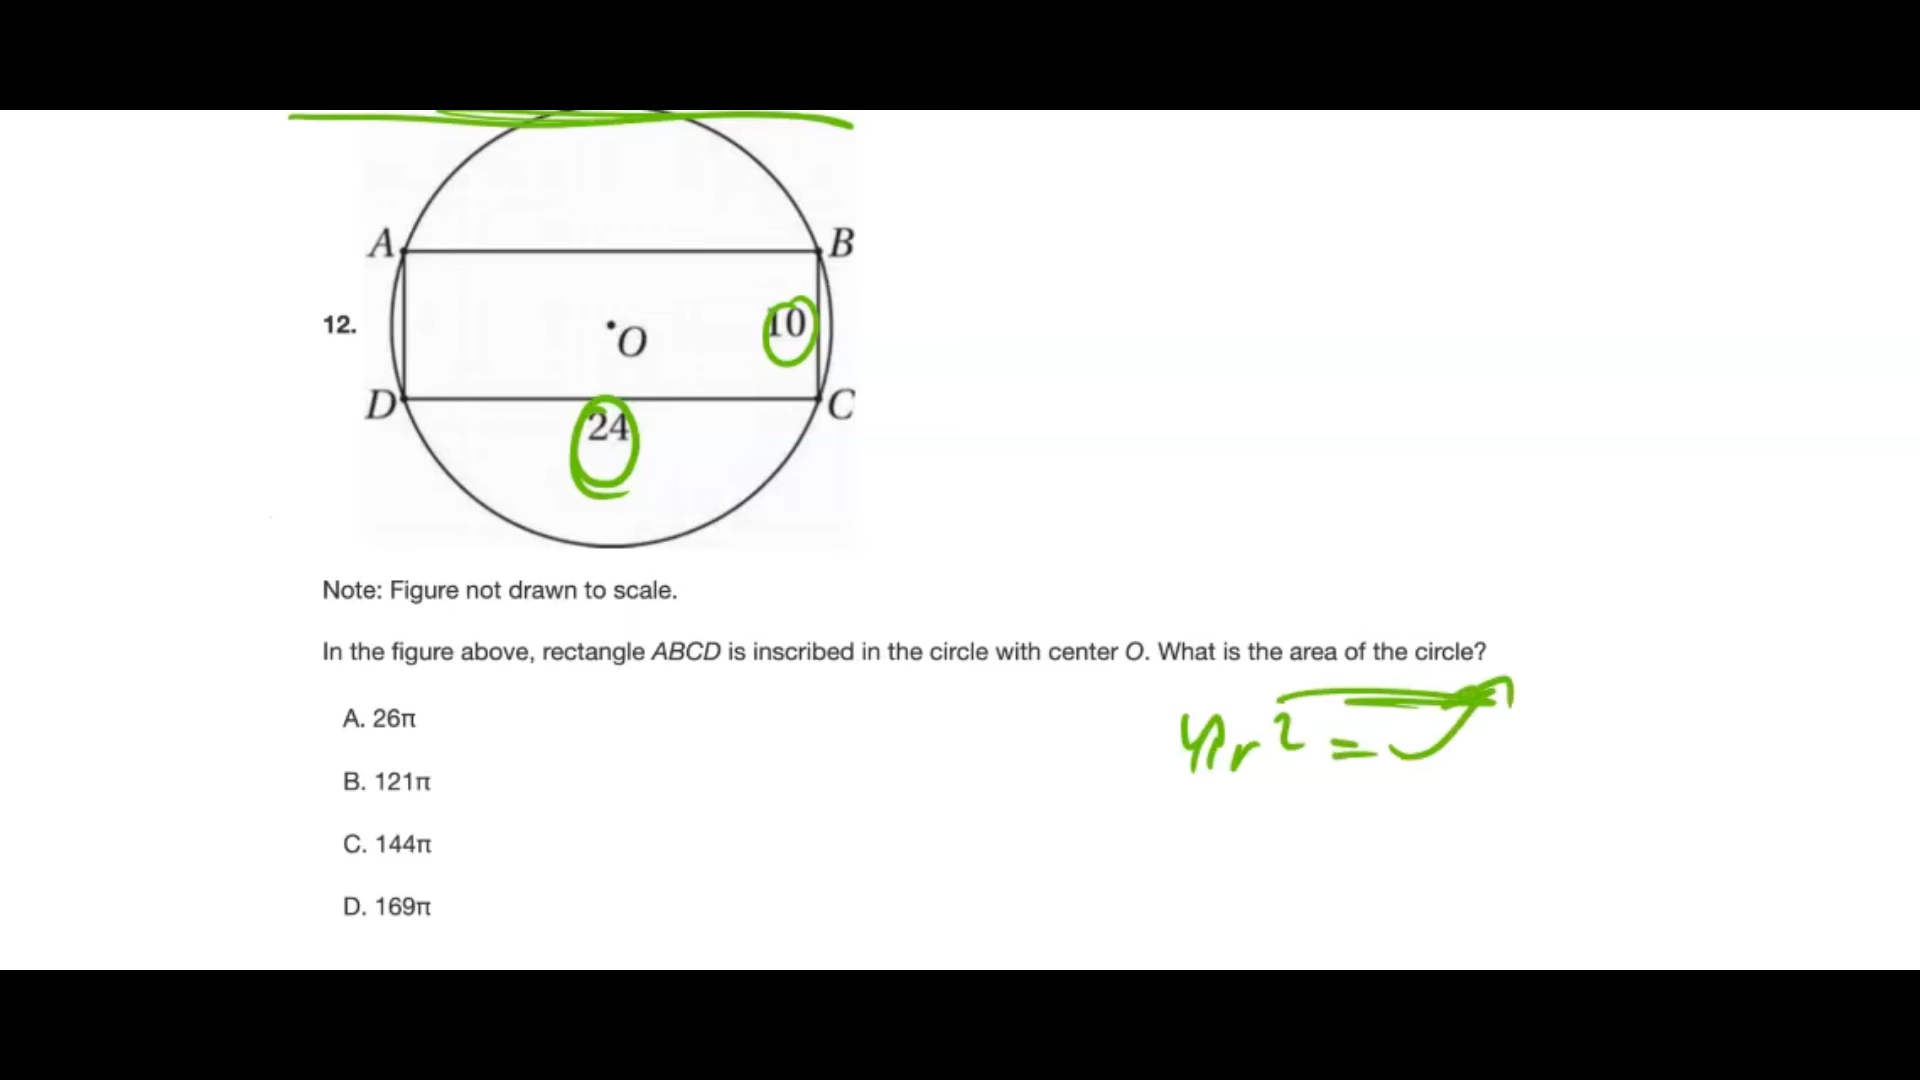 A B
12. O 10
D C
24
Note: Figure not drawn to scale.
In the figure above, rectangle ABCD is inscribed in the circle with center O. What is the area of the circle?
πr² =
A. 26π
B. 121π
C. 144π
D. 169π